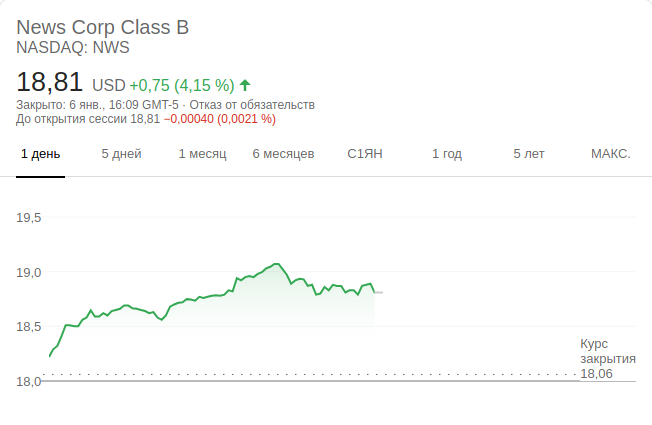 News Corp Class B
NASDAQ: NWS
18,81 USD +0,75 (4,15 %)
Закрыто: 6 янв., 16:09 GMT-5 · Отказ от обязательств
До открытия сессии 18,81 −0,00040 (0,0021 %)
1 день 5 дней 1 месяц 6 месяцев С1ЯН 1 год 5 лет МАКС.
19,5
19,0
18,5
Курс
закрытия
18,06
18,0